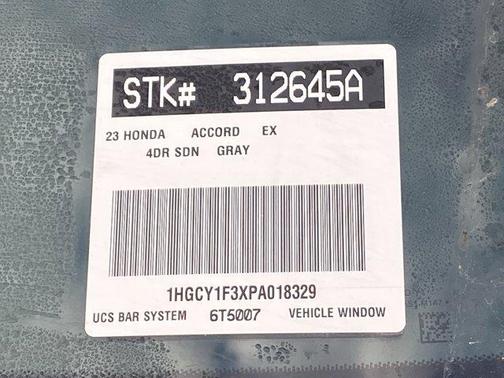 STK# 312645A
23 HONDA ACCORD EX
4DR SDN GRAY
1HGCY1F3XPA018329
UCS BAR SYSTEM 6T5007 VEHICLE WINDOW